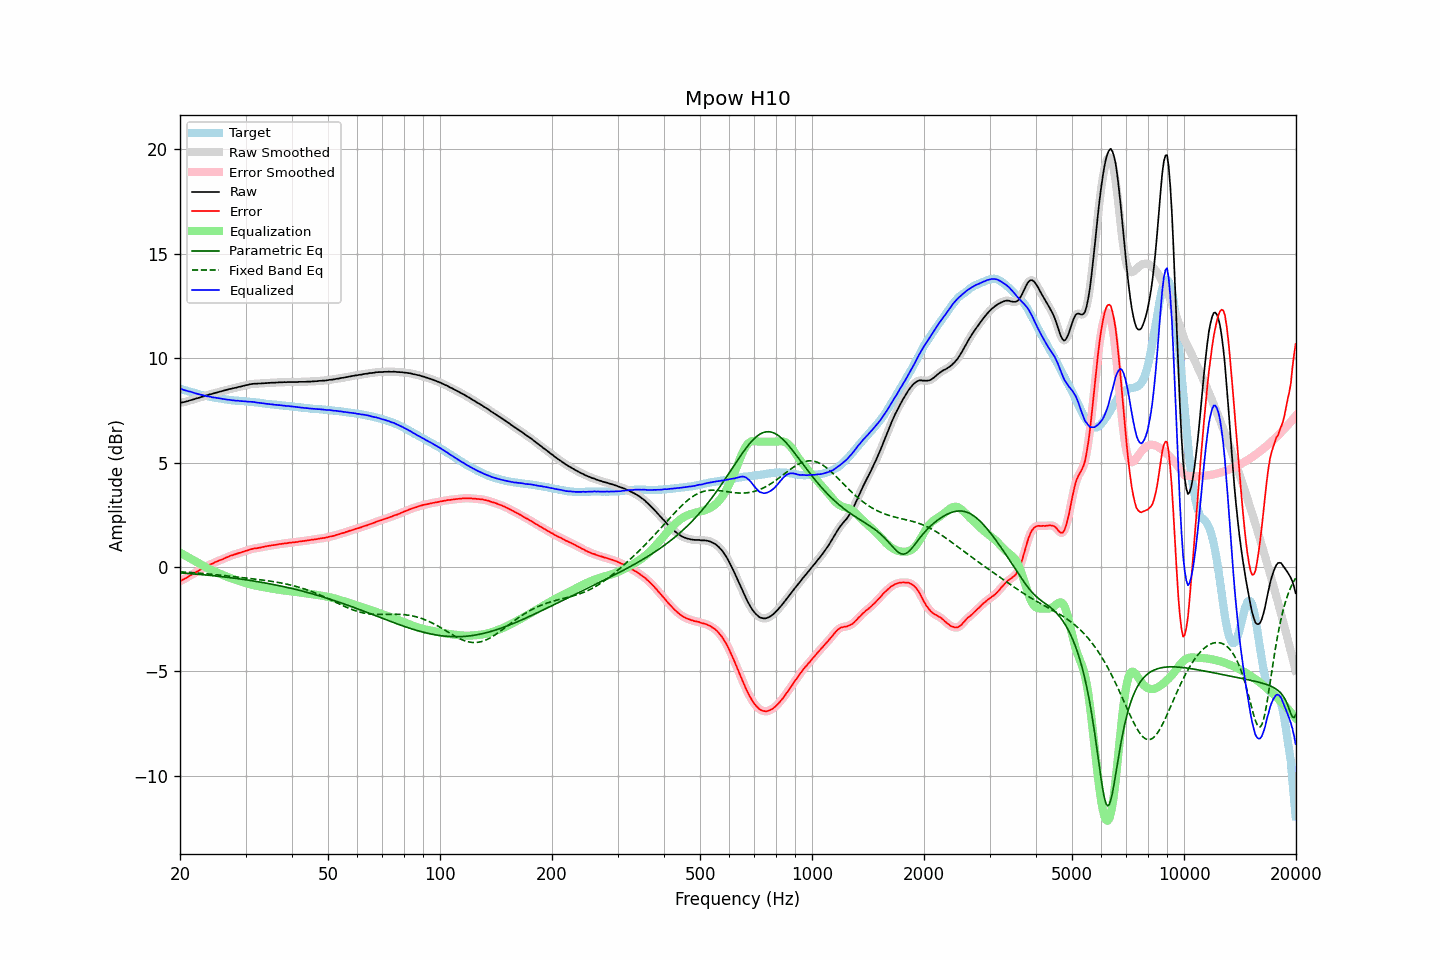 Mpow H10
Target
Raw Smoothed
Error Smoothed
Raw
Error
Equalization
Parametric Eq
Fixed Band Eq
Equalized
Amplitude (dBr)
20
15
10
5
0
−5
−10
20
50
100
200
500
1000
2000
5000
10000
20000
Frequency (Hz)